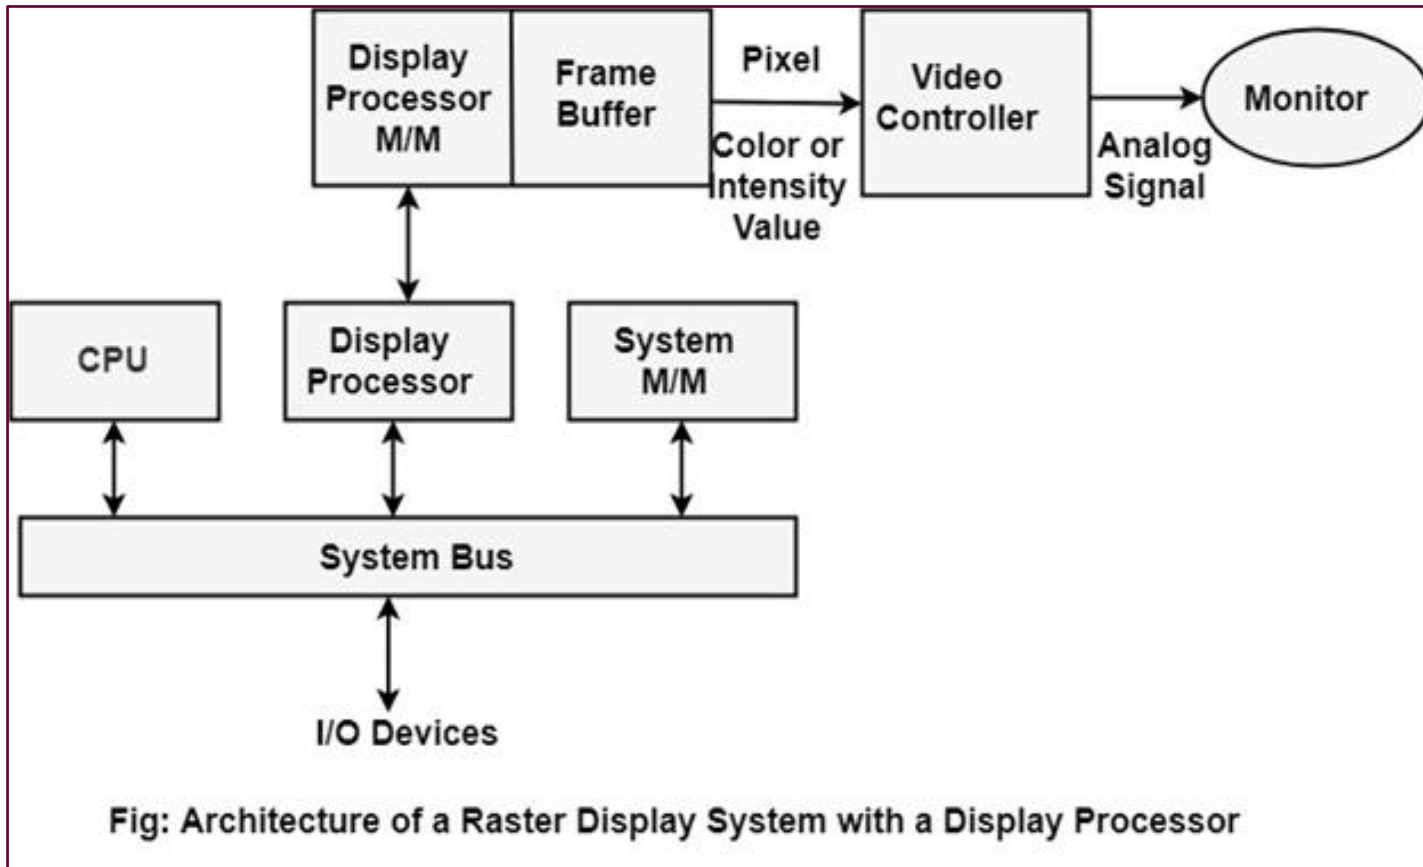 Display
Processor
M/M
Frame
Buffer
Pixel
Color or
Intensity
Value
Video
Controller
Analog
Signal
Monitor
CPU
Display
Processor
System
M/M
System Bus
I/O Devices
Fig: Architecture of a Raster Display System with a Display Processor